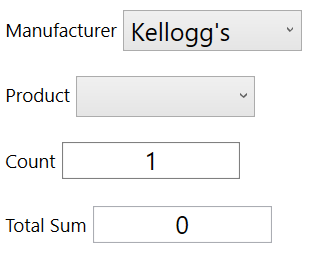 Manufacturer Kellogg's
Product
Count 1
Total Sum 0